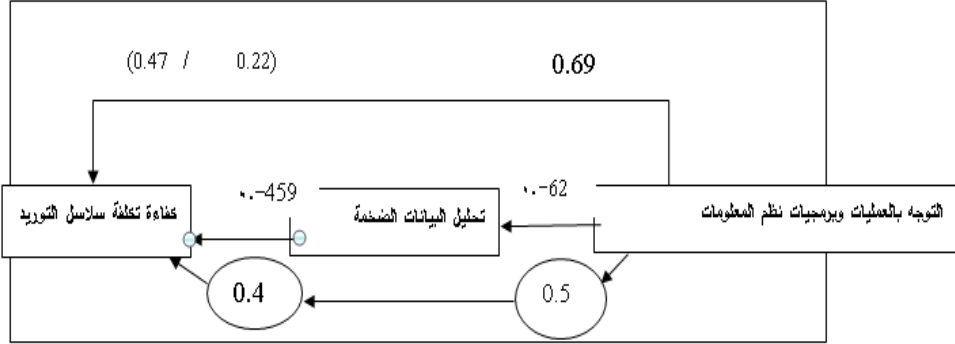 (0.47 / 0.22)
0.69
٠.-459
٠.-62
كفاءة تكلفة سلاسل التوريد
تحليل البيانات الضخمة
التوجه بالعمليات وبرمجيات نظم المعلومات
0.4
0.5